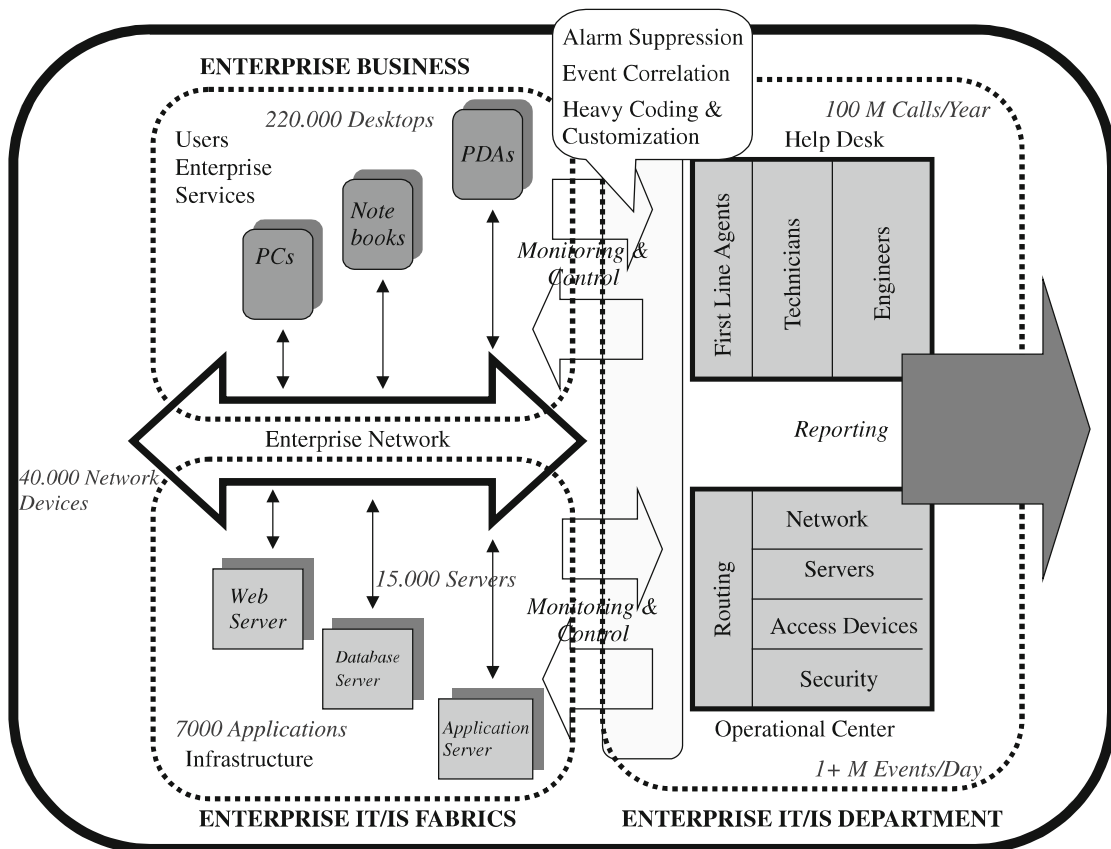 Alarm Suppression
Event Correlation
Heavy Coding &
Customization
ENTERPRISE BUSINESS
220.000 Desktops
Users
Enterprise
Services
PDAs
Note
books
PCs
Monitoring &
Control
100 M Calls/Year
Help Desk
First Line Agents
Technicians
Engineers
Enterprise Network
Reporting
40.000 Network
Devices
15.000 Servers
Web
Server
Database
Server
Application
Server
7000 Applications
Infrastructure
Monitoring &
Control
Routing
Network
Servers
Access Devices
Security
Operational Center
1+ M Events/Day
ENTERPRISE IT/IS FABRICS
ENTERPRISE IT/IS DEPARTMENT